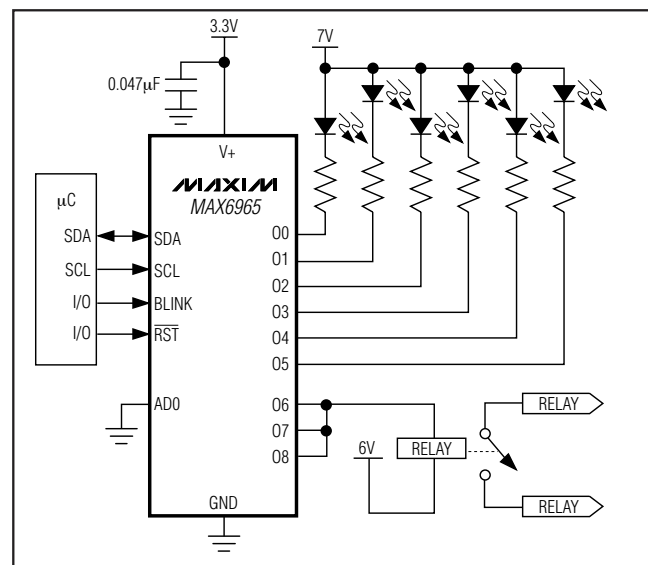 3.3V
7V
0.047μF
V+
MAXIM
MAX6965
μC
SDA
SDA
O0
SCL
SCL
O1
I/O
BLINK
O2
I/O
RST
O3
O4
O5
AD0
O6
O7
O8
RELAY
6V
RELAY
RELAY
GND